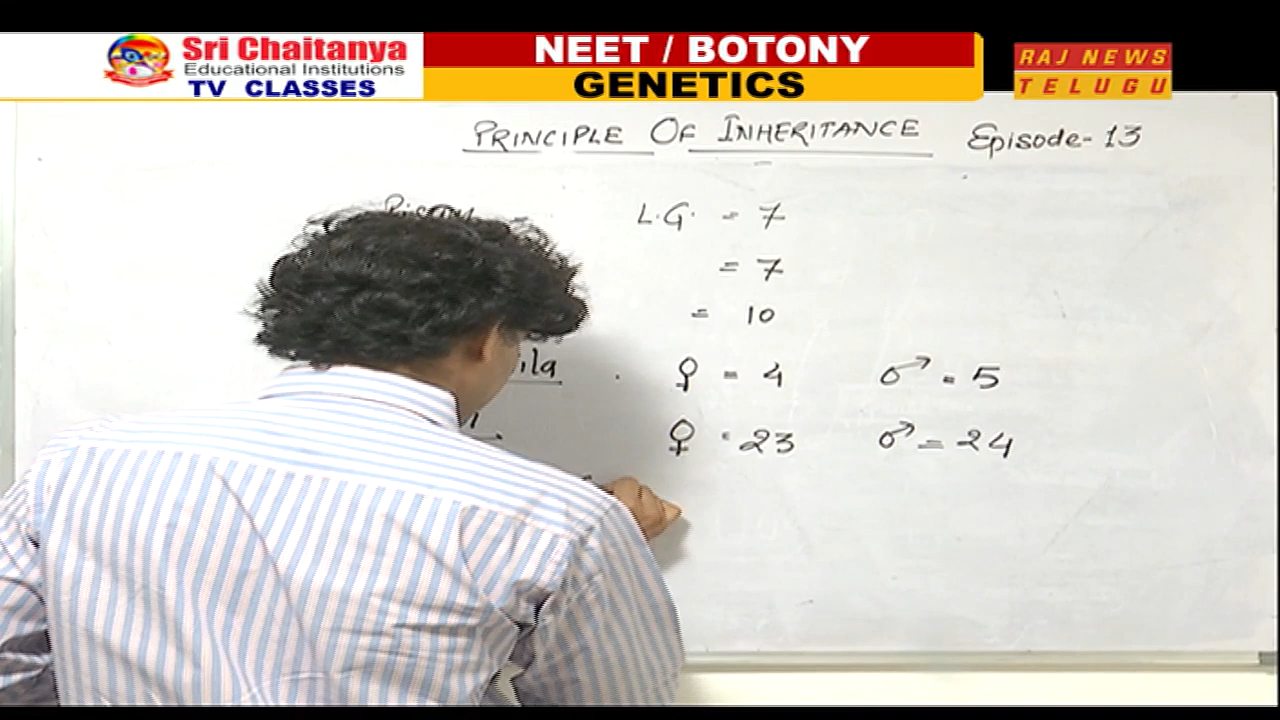 Sri Chaitanya
Educational Institutions
TV CLASSES
NEET / BOTONY
GENETICS
RAJ NEWS
TELUGU
PRINCIPLE OF INHERITANCE Episode- 13
L.G. = 7
= 7
= 10
♀ = 4 ♂ = 5
♀ = 23 ♂ = 24